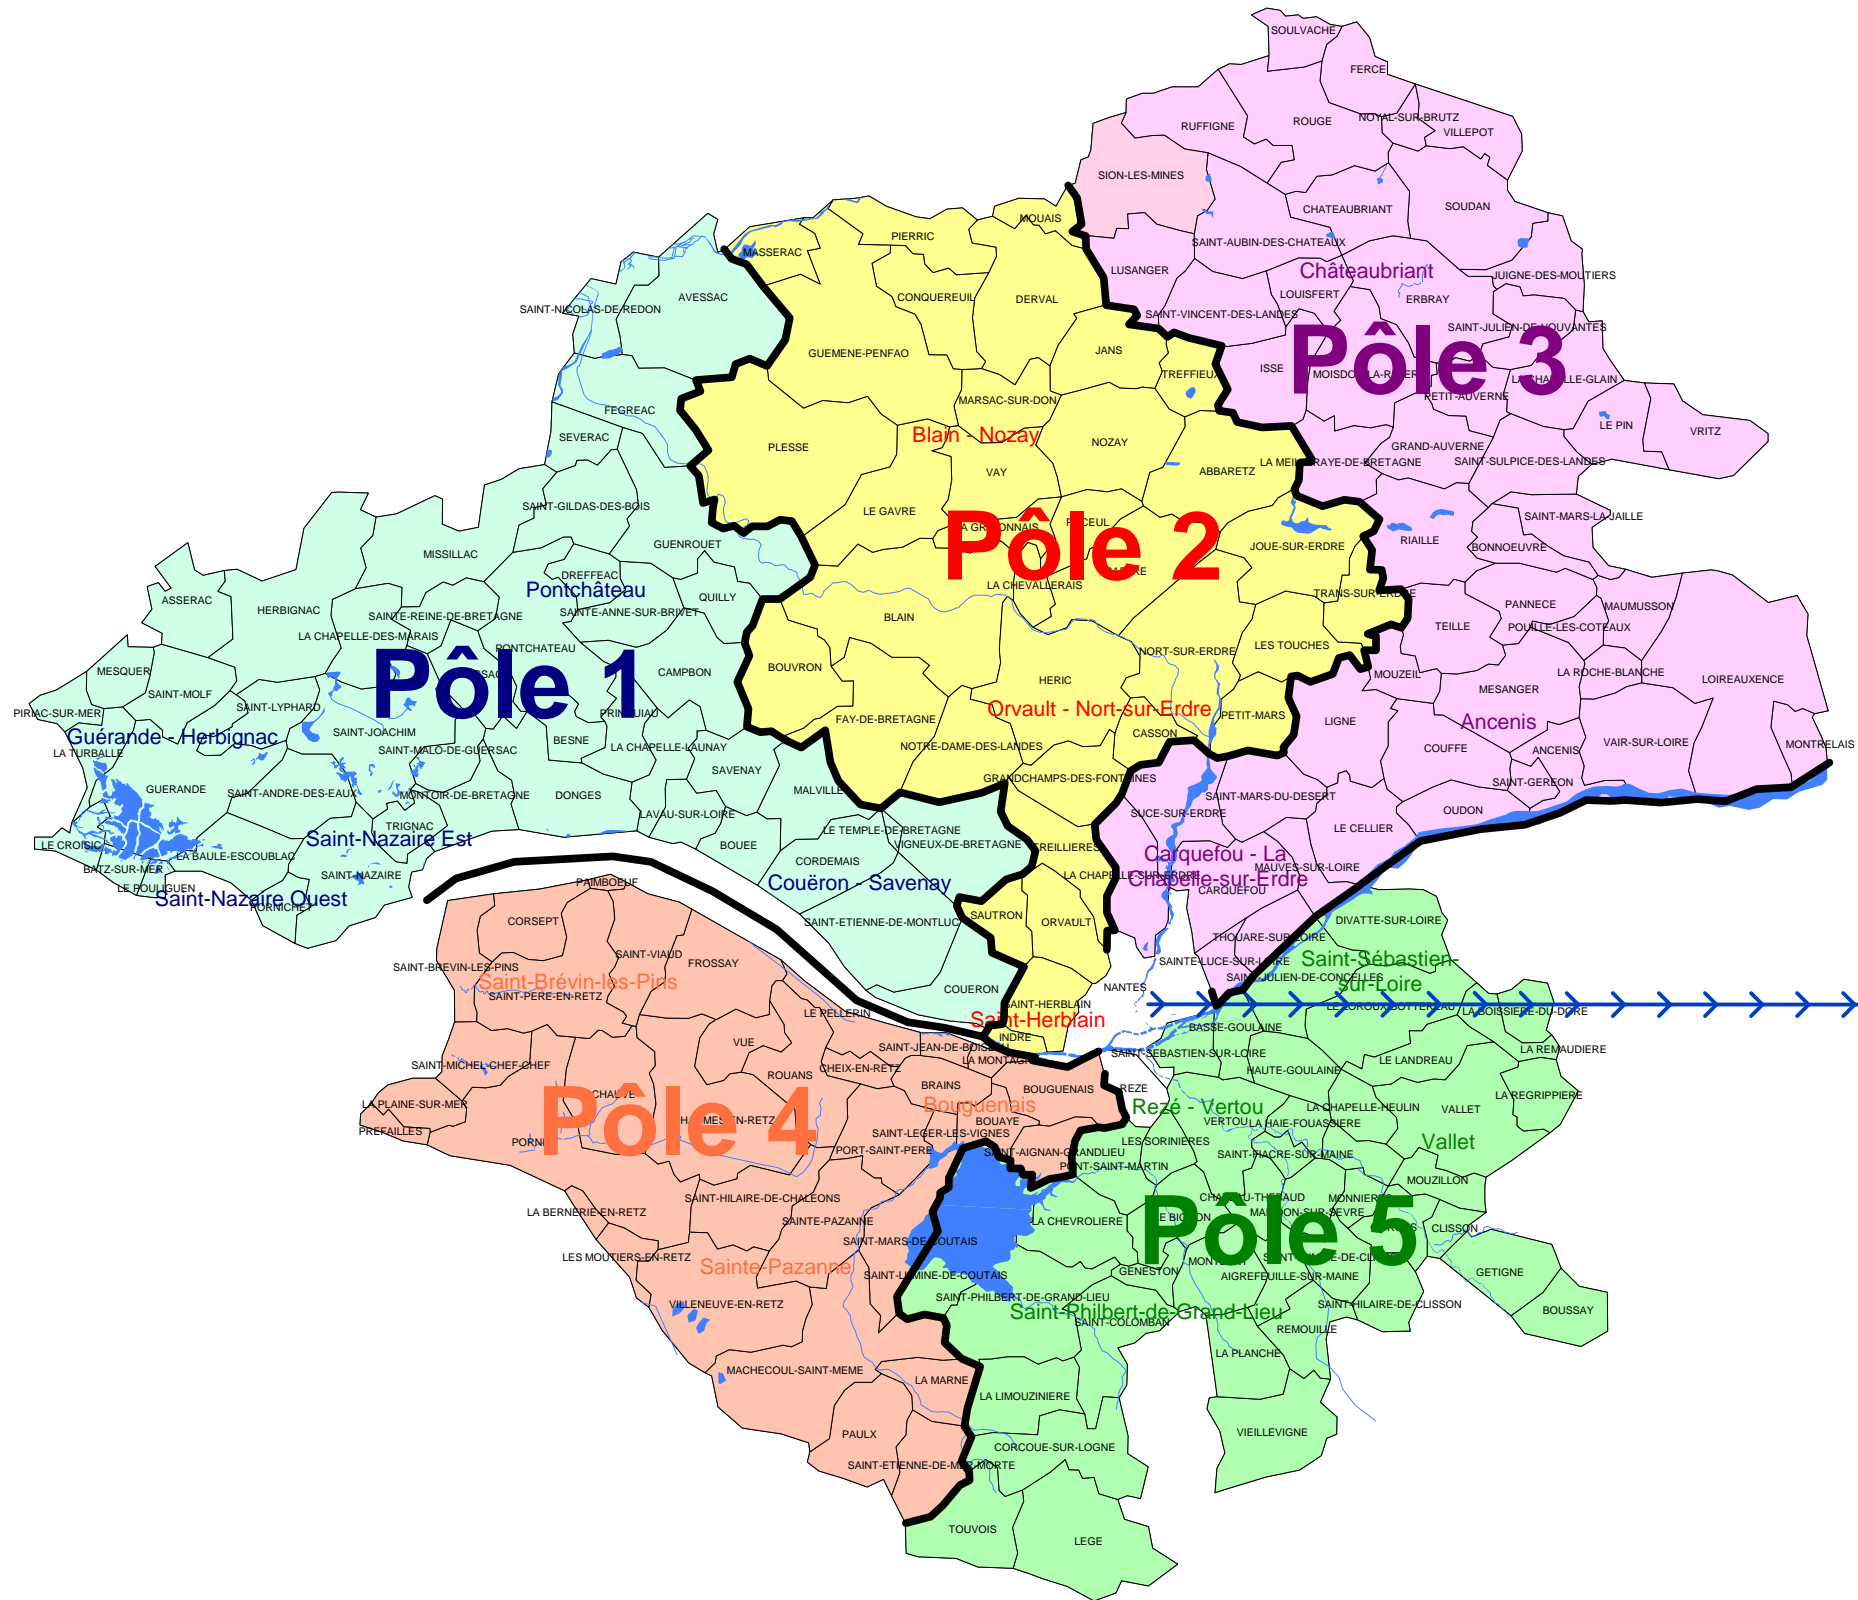 SOULVACHE
FERCE
RUFFIGNE
ROUGE
NOYAL-SUR-BRUTZ
VILLEPOT
SION-LES-MINES
CHATEAUBRIANT
SOUDAN
MOUAIS
PIERRIC
MASSERAC
SAINT-AUBIN-DES-CHATEAUX
LUSANGER
Châteaubriant
JUIGNE-DES-MOUTIERS
AVESSAC
CONQUEREUIL
DERVAL
LOUISFERT
ERBRAY
SAINT-NICOLAS-DE-REDON
SAINT-VINCENT-DES-LANDES
SAINT-JULIEN-DE-VOUVANTES
GUEMENE-PENFAO
JANS
Pôle 3
ISSE
TREFFIEUX
LA CHAPELLE-GLAIN
PETIT-AUVERNE
MARSAC-SUR-DON
FEGREAC
LE PIN
VRITZ
SEVERAC
Blain - Nozay
NOZAY
PLESSE
GRAND-AUVERNE
SAINT-SULPICE-DES-LANDES
VAY
ABBARETZ
SAINT-GILDAS-DES-BOIS
LE GAVRE
Pôle 2
SAINT-MARS-LA-JAILLE
RIAILLE
BONNOEUVRE
JOUE-SUR-ERDRE
GUENROUET
MISSILLAC
DREFFEAC
Pontchâteau
LA CHEVALLERAIS
TRANS-SUR-ERDRE
QUILLY
ASSERAC
HERBIGNAC
SAINTE-REINE-DE-BRETAGNE
SAINTE-ANNE-SUR-BRIVET
BLAIN
PANNECE
MAUMUSSON
TEILLE
POUILLE-LES-COTEAUX
LA CHAPELLE-DES-MARAIS
PONTCHATEAU
NORT-SUR-ERDRE
LES TOUCHES
MESQUER
SAINT-MOLF
Pôle 1
CAMPBON
BOUVRON
HERIC
MOUZEIL
LA ROCHE-BLANCHE
LOIREAUXENCE
MESANGER
PIRIAC-SUR-MER
SAINT-LYPHARD
PRINQUIAU
FAY-DE-BRETAGNE
Orvault - Nort-sur-Erdre
PETIT-MARS
LIGNE
Ancenis
Guérande - Herbignac
SAINT-JOACHIM
BESNE
LA CHAPELLE-LAUNAY
CASSON
VAIR-SUR-LOIRE
MONTRELAIS
LA TURBALLE
SAINT-MALO-DE-GUERSAC
NOTRE-DAME-DES-LANDES
COUFFE
ANCENIS
SAVENAY
GRANDCHAMPS-DES-FONTAINES
SAINT-GEREON
GUERANDE
SAINT-ANDRE-DES-EAUX
MONTOIR-DE-BRETAGNE
DONGES
MALVILLE
SAINT-MARS-DU-DESERT
LAVAU-SUR-LOIRE
SUCE-SUR-ERDRE
OUDON
TRIGNAC
LE TEMPLE-DE-BRETAGNE
LE CELLIER
Saint-Nazaire Est
LE CROISIC
BOUEE
VIGNEUX-DE-BRETAGNE
TREILLIERES
LA BAULE-ESCOUBLAC
CORDEMAIS
Carquefou - La
Chapelle-sur-Erdre
MAUVES-SUR-LOIRE
BATZ-SUR-MER
SAINT-NAZAIRE
Couëron - Savenay
LA CHAPELLE-SUR-ERDRE
LE POULIGUEN
PAIMBOEUF
CARQUEFOU
Saint-Nazaire Ouest
PORNICHET
CORSEPT
SAINT-ETIENNE-DE-MONTLUC
SAUTRON
ORVAULT
DIVATTE-SUR-LOIRE
THOUARE-SUR-LOIRE
SAINT-VIAUD
FROSSAY
SAINT-BREVIN-LES-PINS
SAINTE-LUCE-SUR-LOIRE
Saint-Sébastien-
sur-Loire
SAINT-JULIEN-DE-CONCELLES
Saint-Brévin-les-Pins
SAINT-PERE-EN-RETZ
COUERON
NANTES
SAINT-HERBLAIN
LE PELLERIN
Saint-Herblain
LE LOROUX-BOTTEREAU
LA BOISSIERE-DU-DORE
BASSE-GOULAINE
INDRE
VUE
SAINT-JEAN-DE-BOISEAU
LA MONTAGNE
SAINT-SEBASTIEN-SUR-LOIRE
LA REMAUDIERE
SAINT-MICHEL-CHEF-CHEF
ROUANS
CHEIX-EN-RETZ
HAUTE-GOULAINE
LE LANDREAU
BRAINS
BOUGUENAIS
REZE
CHAUVE
Pôle 4
LA PLAINE-SUR-MER
Bouguenais
Rezé - Vertou
LA CHAPELLE-HEULIN
VALLET
LA REGRIPPIERE
PREFAILLES
BOUAYE
VERTOU
LA HAIE-FOUASSIERE
SAINT-LEGER-LES-VIGNES
PORT-SAINT-PERE
LES SORINIERES
Vallet
SAINT-AIGNAN-GRANDLIEU
PONT-SAINT-MARTIN
SAINT-FIACRE-SUR-MAINE
MOUZILLON
SAINT-HILAIRE-DE-CHALEONS
Pôle 5
LA BERNERIE-EN-RETZ
SAINTE-PAZANNE
LA CHEVROLIERE
CLISSON
SAINT-MARS-DE-COUTAIS
LES MOUTIERS-EN-RETZ
Sainte-Pazanne
SAINT-LUMINE-DE-COUTAIS
GENESTON
AIGREFEUILLE-SUR-MAINE
GETIGNE
SAINT-PHILBERT-DE-GRAND-LIEU
VILLENEUVE-EN-RETZ
SAINT-HILAIRE-DE-CLISSON
BOUSSAY
Saint-Philbert-de-Grand-Lieu
SAINT-COLOMBAN
REMOUILLE
LA PLANCHE
MACHECOUL-SAINT-MEME
LA MARNE
LA LIMOUZINIERE
PAULX
VIEILLEVIGNE
CORCOUE-SUR-LOGNE
SAINT-ETIENNE-DE-MER-MORTE
TOUVOIS
LEGE